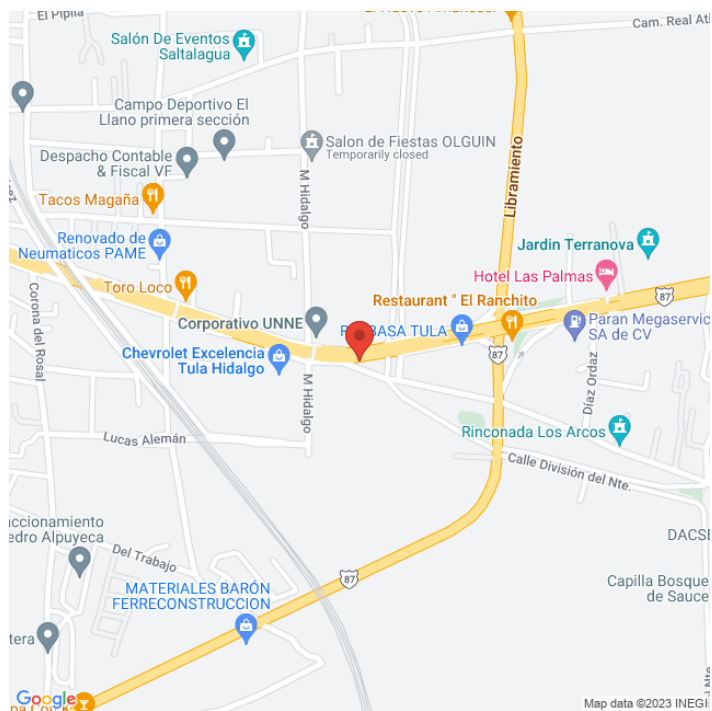 El Pipila
Cam. Real Atl
Salón De Eventos
Saltalagua
Campo Deportivo El
Llano primera sección
Salon de Fiestas OLGUIN
Temporarily closed
Despacho Contable
& Fiscal VF
M Hidalgo
Libramiento
Tacos Magaña
Renovado de
Neumaticos PAME
Jardin Terranova
Hotel Las Palmas
Toro Loco
Restaurant " El Ranchito
87
Corona del Rosal
Corporativo UNNE
BASA TULA
Paran Megaservic
SA de CV
Chevrolet Excelencia
Tula Hidalgo
87
M Hidalgo
Díaz Ordaz
Lucas Alemán
Rinconada Los Arcos
Calle División del Nte.
accionamiento
edro Alpuyeca
DACSE
Del Trabajo
87
MATERIALES BARÓN
FERRECONSTRUCCION
Capilla Bosque
de Sauce
tera
Google
Map data ©2023 INEGI